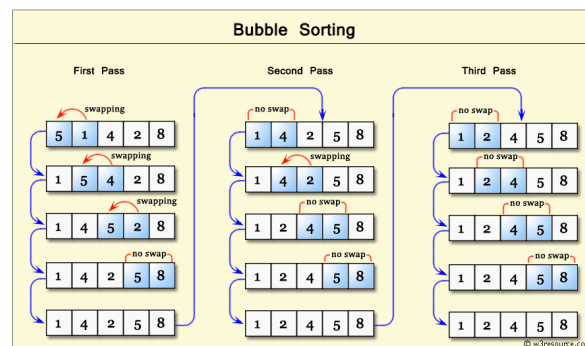 Bubble Sorting
First Pass
swapping
5 1 4 2 8
swapping
1 5 4 2 8
swapping
1 4 5 2 8
no swap
1 4 2 5 8
1 4 2 5 8
Second Pass
no swap
1 4 2 5 8
swapping
1 4 2 5 8
no swap
1 2 4 5 8
no swap
1 2 4 5 8
1 2 4 5 8
Third Pass
no swap
1 2 4 5 8
no swap
1 2 4 5 8
no swap
1 2 4 5 8
no swap
1 2 4 5 8
1 2 4 5 8
© w3resource.co